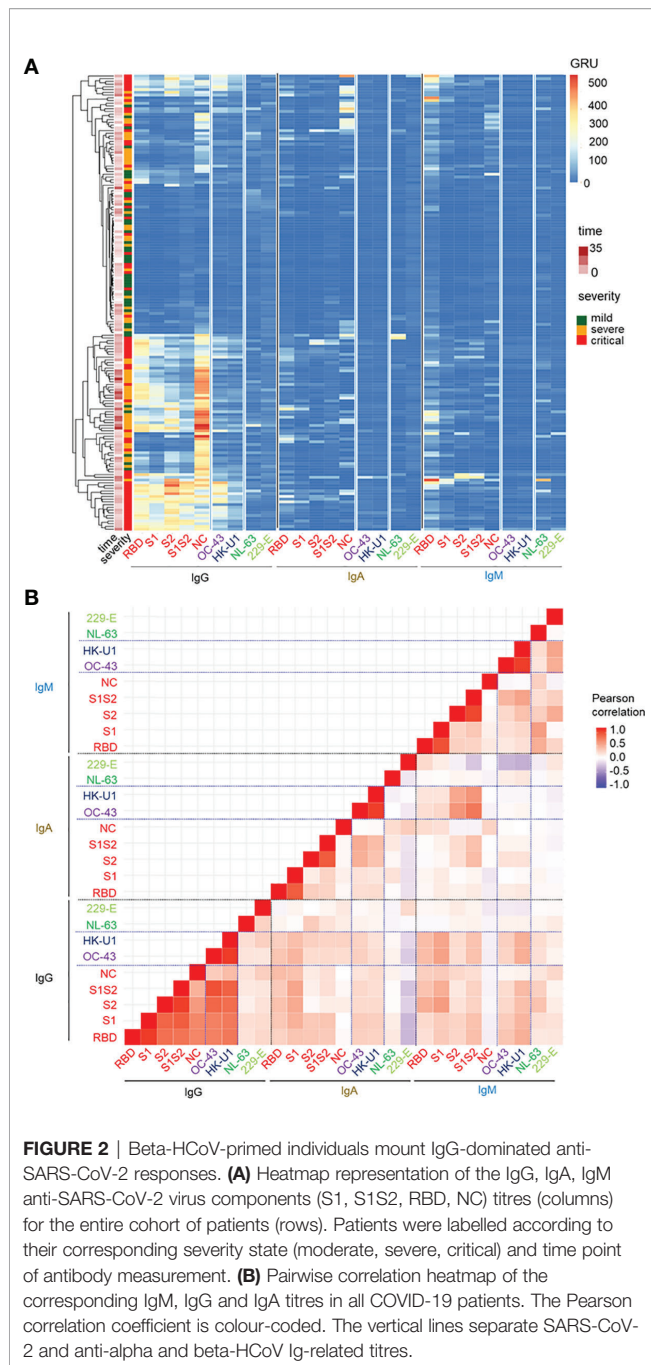 A
GRU
500
400
300
200
100
0
time
35
0
severity
mild
severe
critical
time
severity
RBD
S1
S2
S1S2
NC
OC-43
HK-U1
NL-63
229-E
RBD
S1
S2
S1S2
NC
OC-43
HK-U1
NL-63
229-E
RBD
S1
S2
S1S2
NC
OC-43
HK-U1
NL-63
229-E
IgG
IgA
IgM
B
229-E
NL-63
HK-U1
OC-43
NC
S1S2
S2
S1
RBD
IgM
229-E
NL-63
HK-U1
OC-43
NC
S1S2
S2
S1
RBD
IgA
229-E
NL-63
HK-U1
OC-43
NC
S1S2
S2
S1
RBD
IgG
Pearson
correlation
1.0
0.5
0.0
-0.5
-1.0
RBD
S1
S2
S1S2
NC
OC-43
HK-U1
NL-63
229-E
RBD
S1
S2
S1S2
NC
OC-43
HK-U1
NL-63
229-E
RBD
S1
S2
S1S2
NC
OC-43
HK-U1
NL-63
229-E
IgG
IgA
IgM
FIGURE 2 | Beta-HCoV-primed individuals mount IgG-dominated anti-
SARS-CoV-2 responses. (A) Heatmap representation of the IgG, IgA, IgM
anti-SARS-CoV-2 virus components (S1, S1S2, RBD, NC) titres (columns)
for the entire cohort of patients (rows). Patients were labelled according to
their corresponding severity state (moderate, severe, critical) and time point
of antibody measurement. (B) Pairwise correlation heatmap of the
corresponding IgM, IgG and IgA titres in all COVID-19 patients. The Pearson
correlation coefficient is colour-coded. The vertical lines separate SARS-CoV-
2 and anti-alpha and beta-HCoV Ig-related titres.